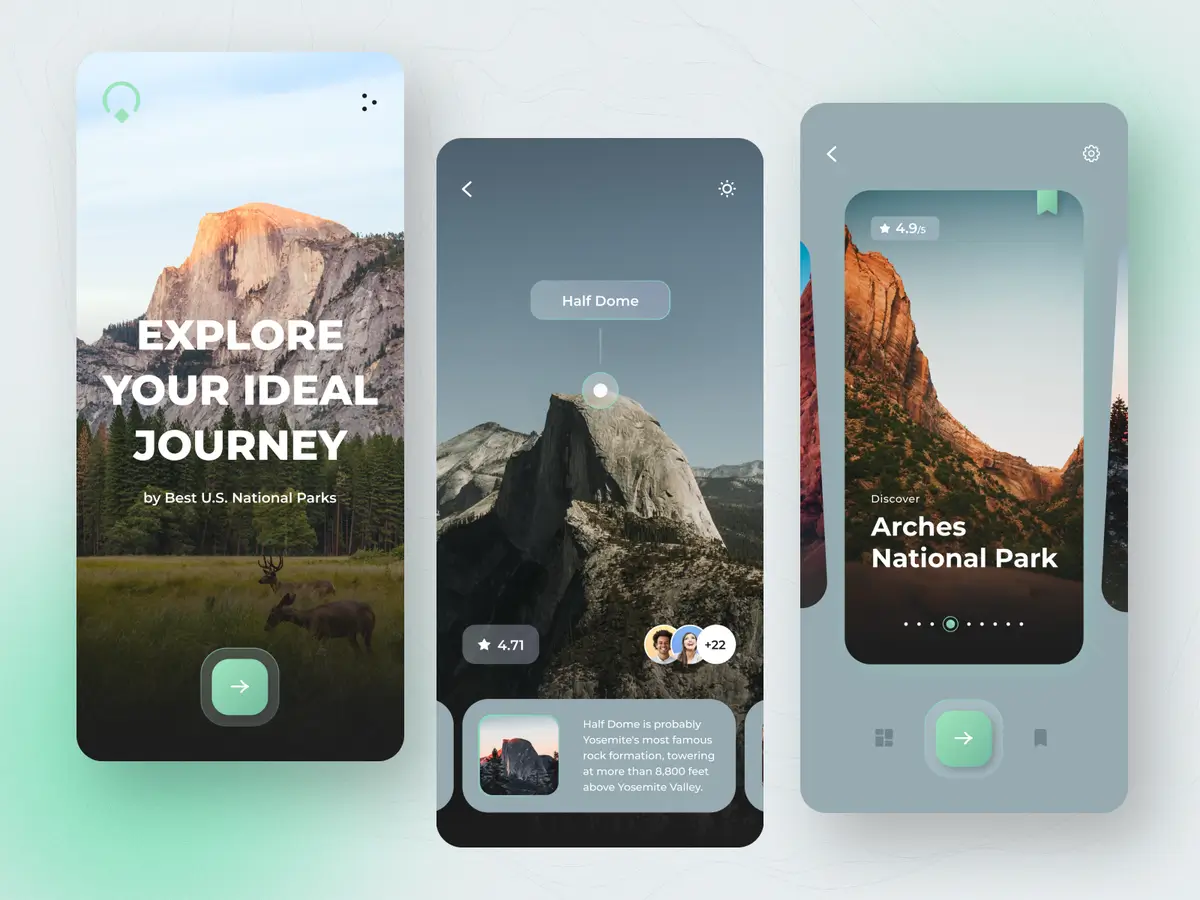 EXPLORE
YOUR IDEAL
JOURNEY
by Best U.S. National Parks
Half Dome
4.71
+22
Half Dome is probably
Yosemite's most famous
rock formation, towering
at more than 8,800 feet
above Yosemite Valley.
4.9/5
Discover
Arches
National Park